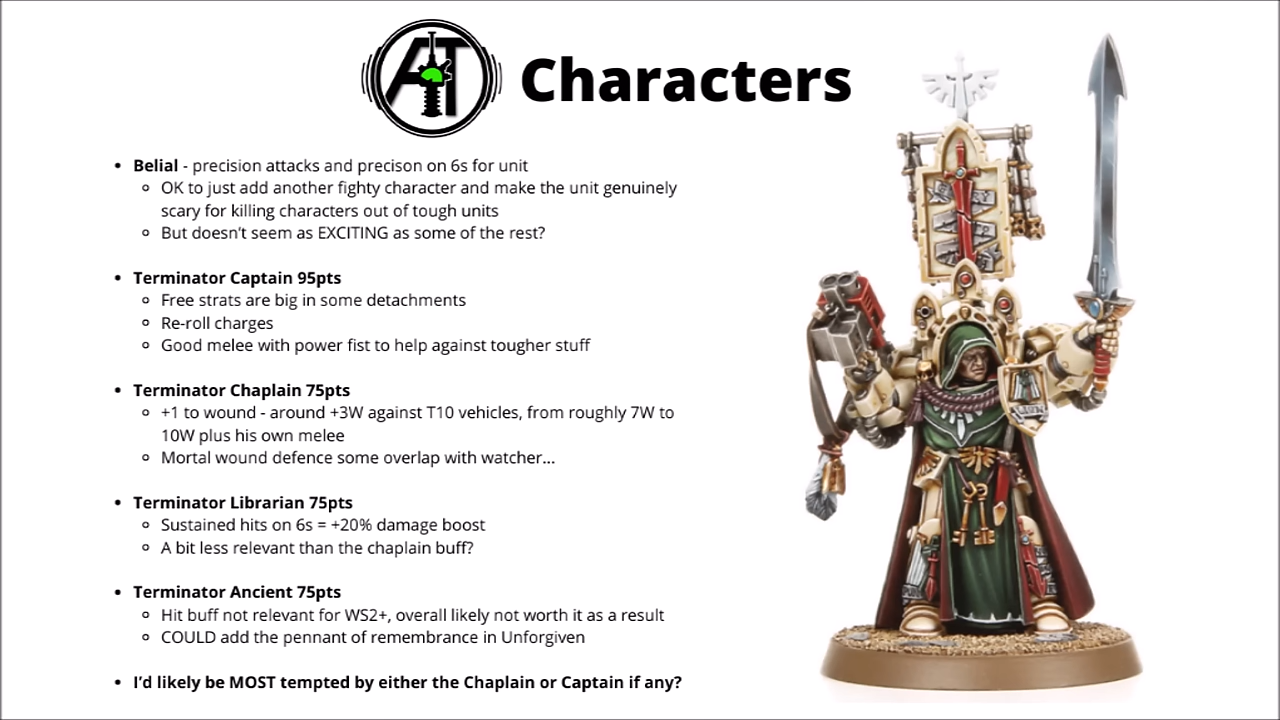 AT
Characters
• Belial - precision attacks and precison on 6s for unit
◦ OK to just add another fighty character and make the unit genuinely
scary for killing characters out of tough units
◦ But doesn't seem as EXCITING as some of the rest?
• Terminator Captain 95pts
◦ Free strats are big in some detachments
◦ Re-roll charges
◦ Good melee with power fist to help against tougher stuff
• Terminator Chaplain 75pts
◦ +1 to wound - around +3W against T10 vehicles, from roughly 7W to
10W plus his own melee
◦ Mortal wound defence some overlap with watcher...
• Terminator Librarian 75pts
◦ Sustained hits on 6s = +20% damage boost
◦ A bit less relevant than the chaplain buff?
• Terminator Ancient 75pts
◦ Hit buff not relevant for WS2+, overall likely not worth it as a result
◦ COULD add the pennant of remembrance in Unforgiven
• I'd likely be MOST tempted by either the Chaplain or Captain if any?